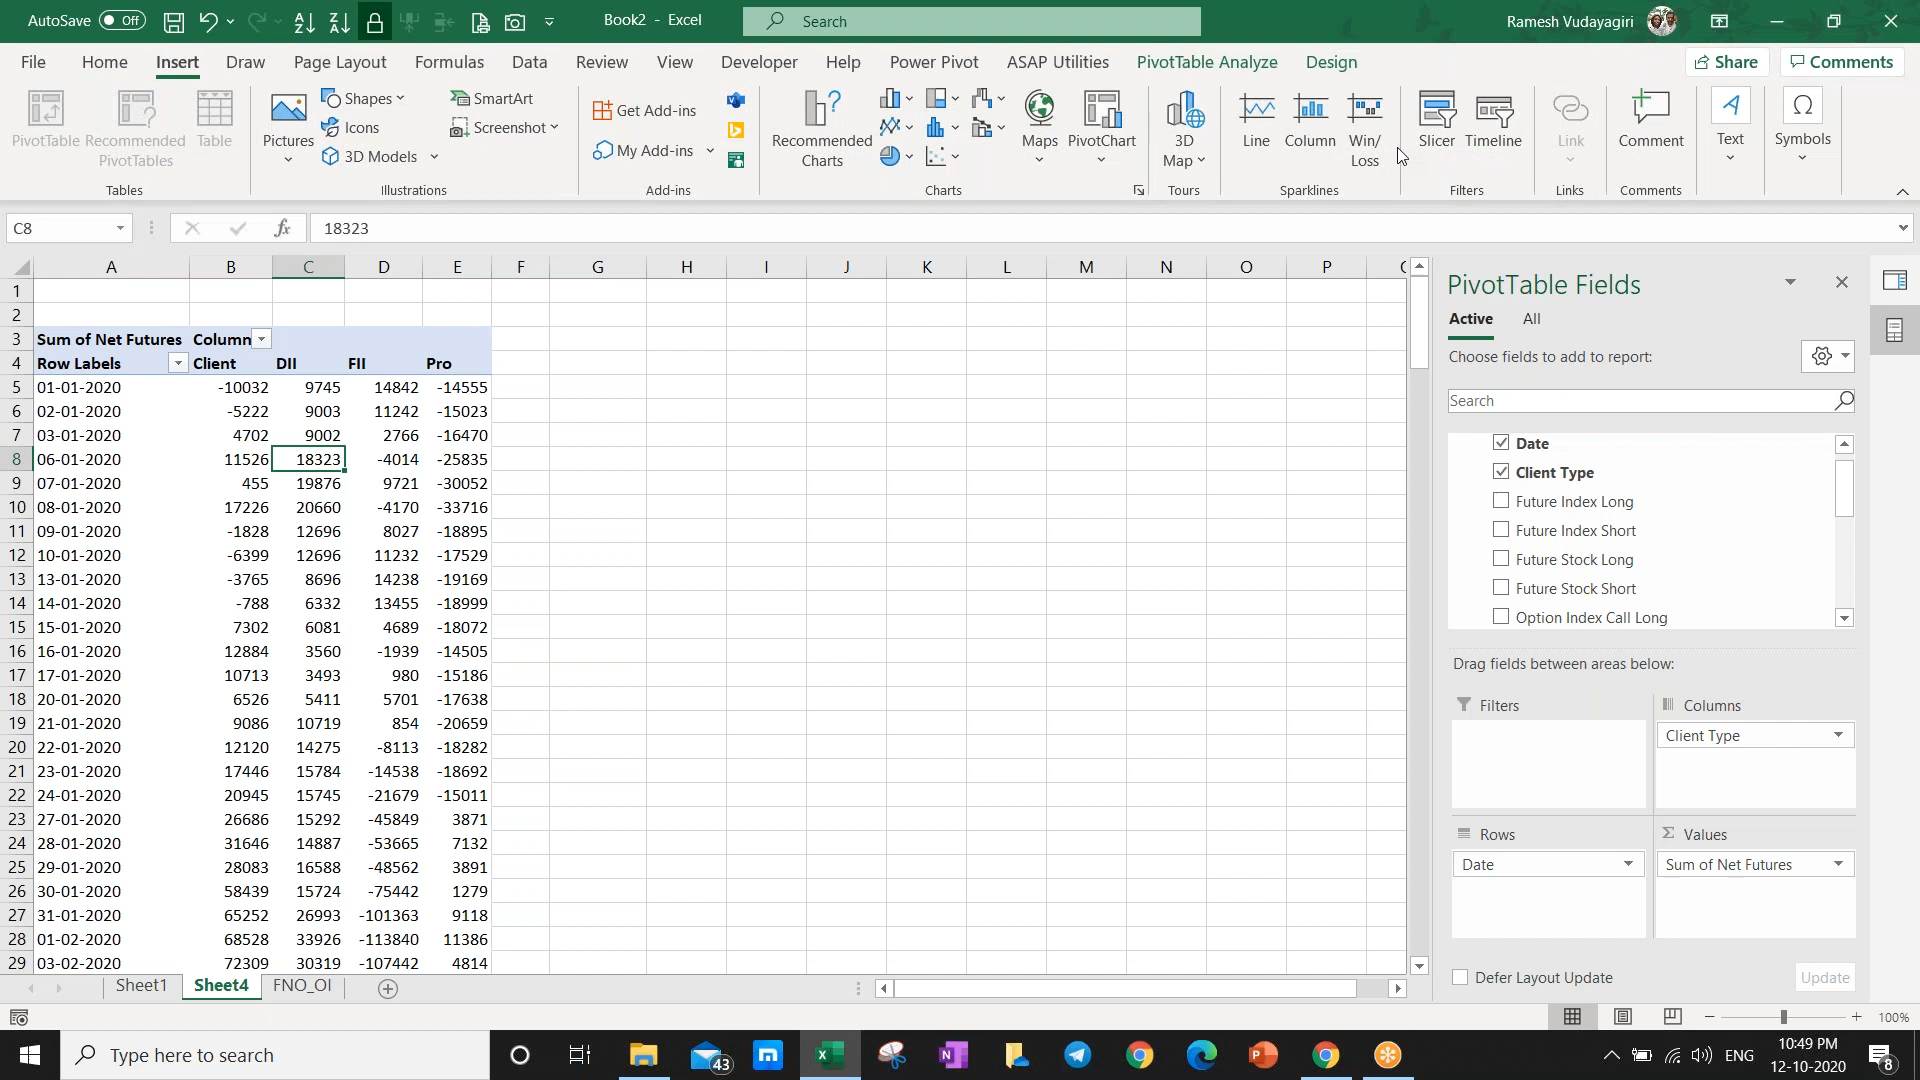 AutoSave Off Book2 - Excel Search Ramesh Vudayagiri
File Home Insert Draw Page Layout Formulas Data Review View Developer Help Power Pivot ASAP Utilities PivotTable Analyze Design Share Comments
PivotTable Recommended PivotTables Table
Tables
Pictures Shapes Icons 3D Models SmartArt Screenshot
Illustrations
Get Add-ins My Add-ins
Add-ins
Recommended Charts Maps PivotChart
Charts
3D Map
Tours
Line Column Win/ Loss
Sparklines
Slicer Timeline
Filters
Link
Links
Comment
Comments
Text
Symbols
C8 fx 18323
A B C D E F G H I J K L M N O P
1
2
3 Sum of Net Futures Column
4 Row Labels Client DII FII Pro
5 01-01-2020 -10032 9745 14842 -14555
6 02-01-2020 -5222 9003 11242 -15023
7 03-01-2020 4702 9002 2766 -16470
8 06-01-2020 11526 18323 -4014 -25835
9 07-01-2020 455 19876 9721 -30052
10 08-01-2020 17226 20660 -4170 -33716
11 09-01-2020 -1828 12696 8027 -18895
12 10-01-2020 -6399 12696 11232 -17529
13 13-01-2020 -3765 8696 14238 -19169
14 14-01-2020 -788 6332 13455 -18999
15 15-01-2020 7302 6081 4689 -18072
16 16-01-2020 12884 3560 -1939 -14505
17 17-01-2020 10713 3493 980 -15186
18 20-01-2020 6526 5411 5701 -17638
19 21-01-2020 9086 10719 854 -20659
20 22-01-2020 12120 14275 -8113 -18282
21 23-01-2020 17446 15784 -14538 -18692
22 24-01-2020 20945 15745 -21679 -15011
23 27-01-2020 26686 15292 -45849 3871
24 28-01-2020 31646 14887 -53665 7132
25 29-01-2020 28083 16588 -48562 3891
26 30-01-2020 58439 15724 -75442 1279
27 31-01-2020 65252 26993 -101363 9118
28 01-02-2020 68528 33926 -113840 11386
29 03-02-2020 72309 30319 -107442 4814
Sheet1 Sheet4 FNO_OI
PivotTable Fields
Active All
Choose fields to add to report:
Search
Date
Client Type
Future Index Long
Future Index Short
Future Stock Long
Future Stock Short
Option Index Call Long
Drag fields between areas below:
Filters Columns
Client Type
Rows Σ Values
Date Sum of Net Futures
Defer Layout Update Update
100%
Type here to search 43 ENG 10:49 PM
12-10-2020 8